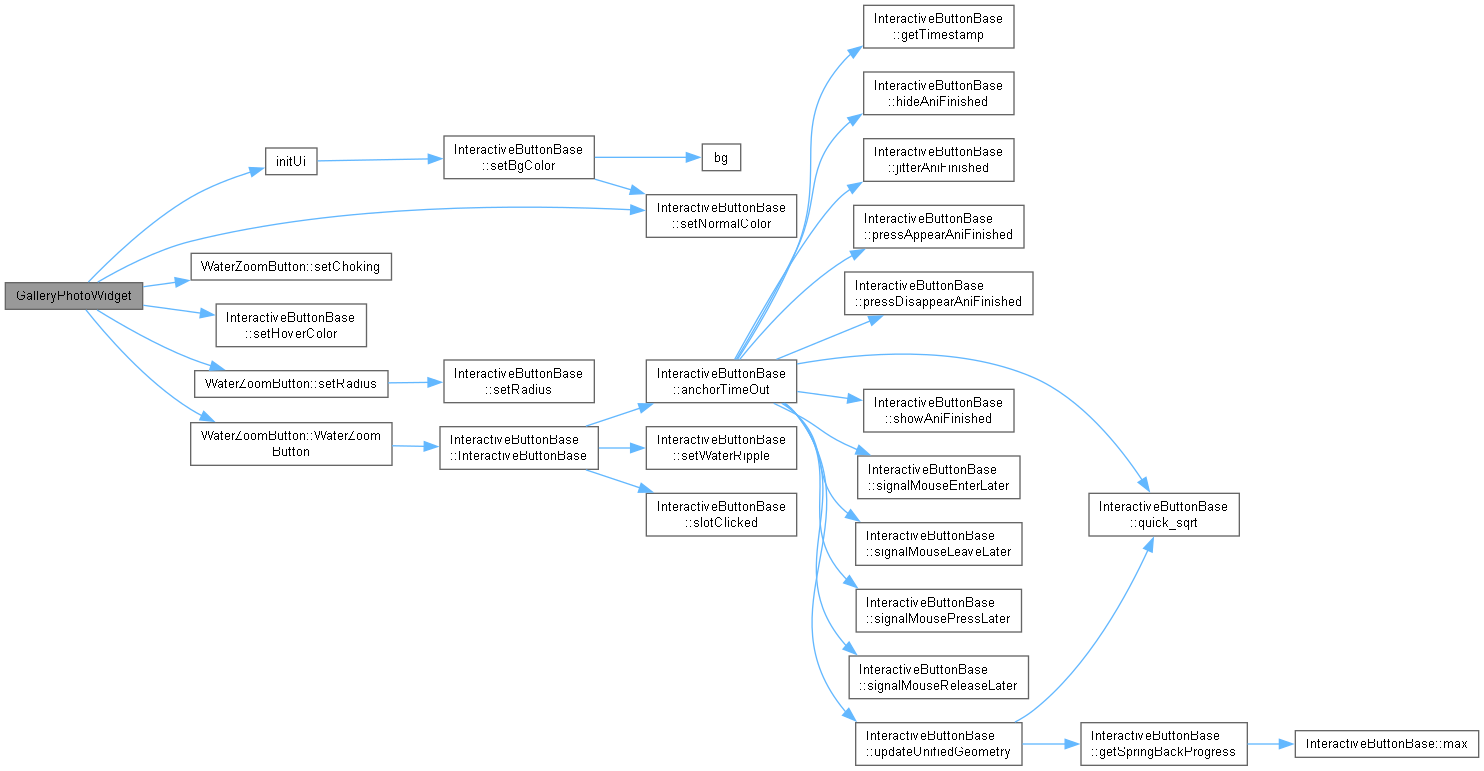 GalleryPhotoWidget
initUi
InteractiveButtonBase
::setBgColor
bg
InteractiveButtonBase
::setNormalColor
WaterZoomButton::setChoking
InteractiveButtonBase
::setHoverColor
WaterZoomButton::setRadius
InteractiveButtonBase
::setRadius
WaterZoomButton::WaterZoom
Button
InteractiveButtonBase
::InteractiveButtonBase
InteractiveButtonBase
::anchorTimeOut
InteractiveButtonBase
::setWaterRipple
InteractiveButtonBase
::slotClicked
InteractiveButtonBase
::getTimestamp
InteractiveButtonBase
::hideAniFinished
InteractiveButtonBase
::jitterAniFinished
InteractiveButtonBase
::pressAppearAniFinished
InteractiveButtonBase
::pressDisappearAniFinished
InteractiveButtonBase
::showAniFinished
InteractiveButtonBase
::signalMouseEnterLater
InteractiveButtonBase
::signalMouseLeaveLater
InteractiveButtonBase
::signalMousePressLater
InteractiveButtonBase
::signalMouseReleaseLater
InteractiveButtonBase
::updateUnifiedGeometry
InteractiveButtonBase
::quick_sqrt
InteractiveButtonBase
::getSpringBackProgress
InteractiveButtonBase::max